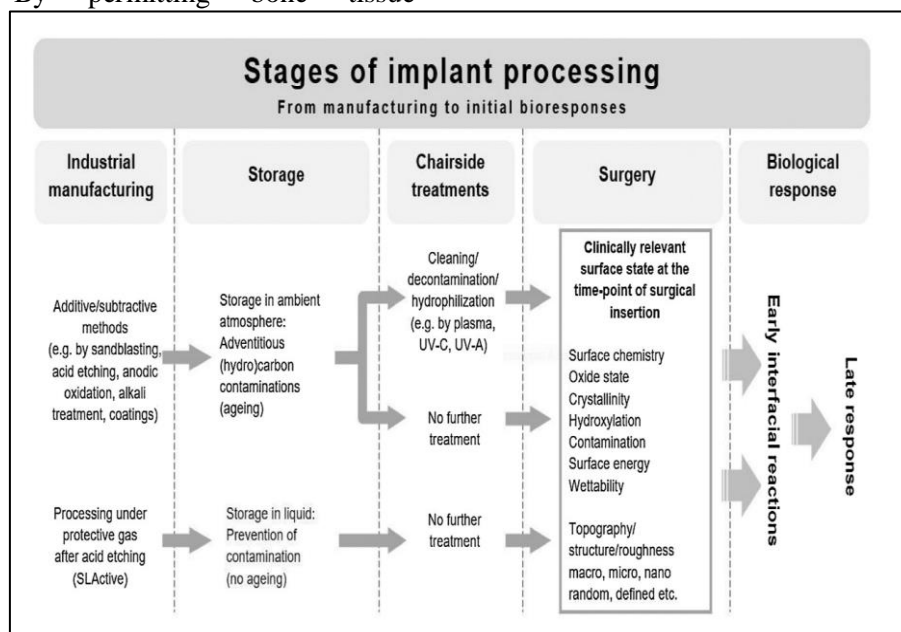 By permitting bone tissue
Stages of implant processing
From manufacturing to initial bioresponses
Industrial
manufacturing
Storage
Chairside
treatments
Surgery
Biological
response
Additive/subtractive
methods
(e.g. by sandblasting,
acid etching, anodic
oxidation, alkali
treatment, coatings)
Storage in ambient
atmosphere:
Adventitious
(hydro)carbon
contaminations
(ageing)
Cleaning/
decontamination/
hydrophilization
(e.g. by plasma,
UV-C, UV-A)
No further
treatment
Processing under
protective gas
after acid etching
(SLActive)
Storage in liquid:
Prevention of
contamination
(no ageing)
No further
treatment
Clinically relevant
surface state at the
time-point of surgical
insertion
Surface chemistry
Oxide state
Crystallinity
Hydroxylation
Contamination
Surface energy
Wettability
Topography/
structure/roughness
macro, micro, nano
random, defined etc.
Early interfacial reactions
Late response